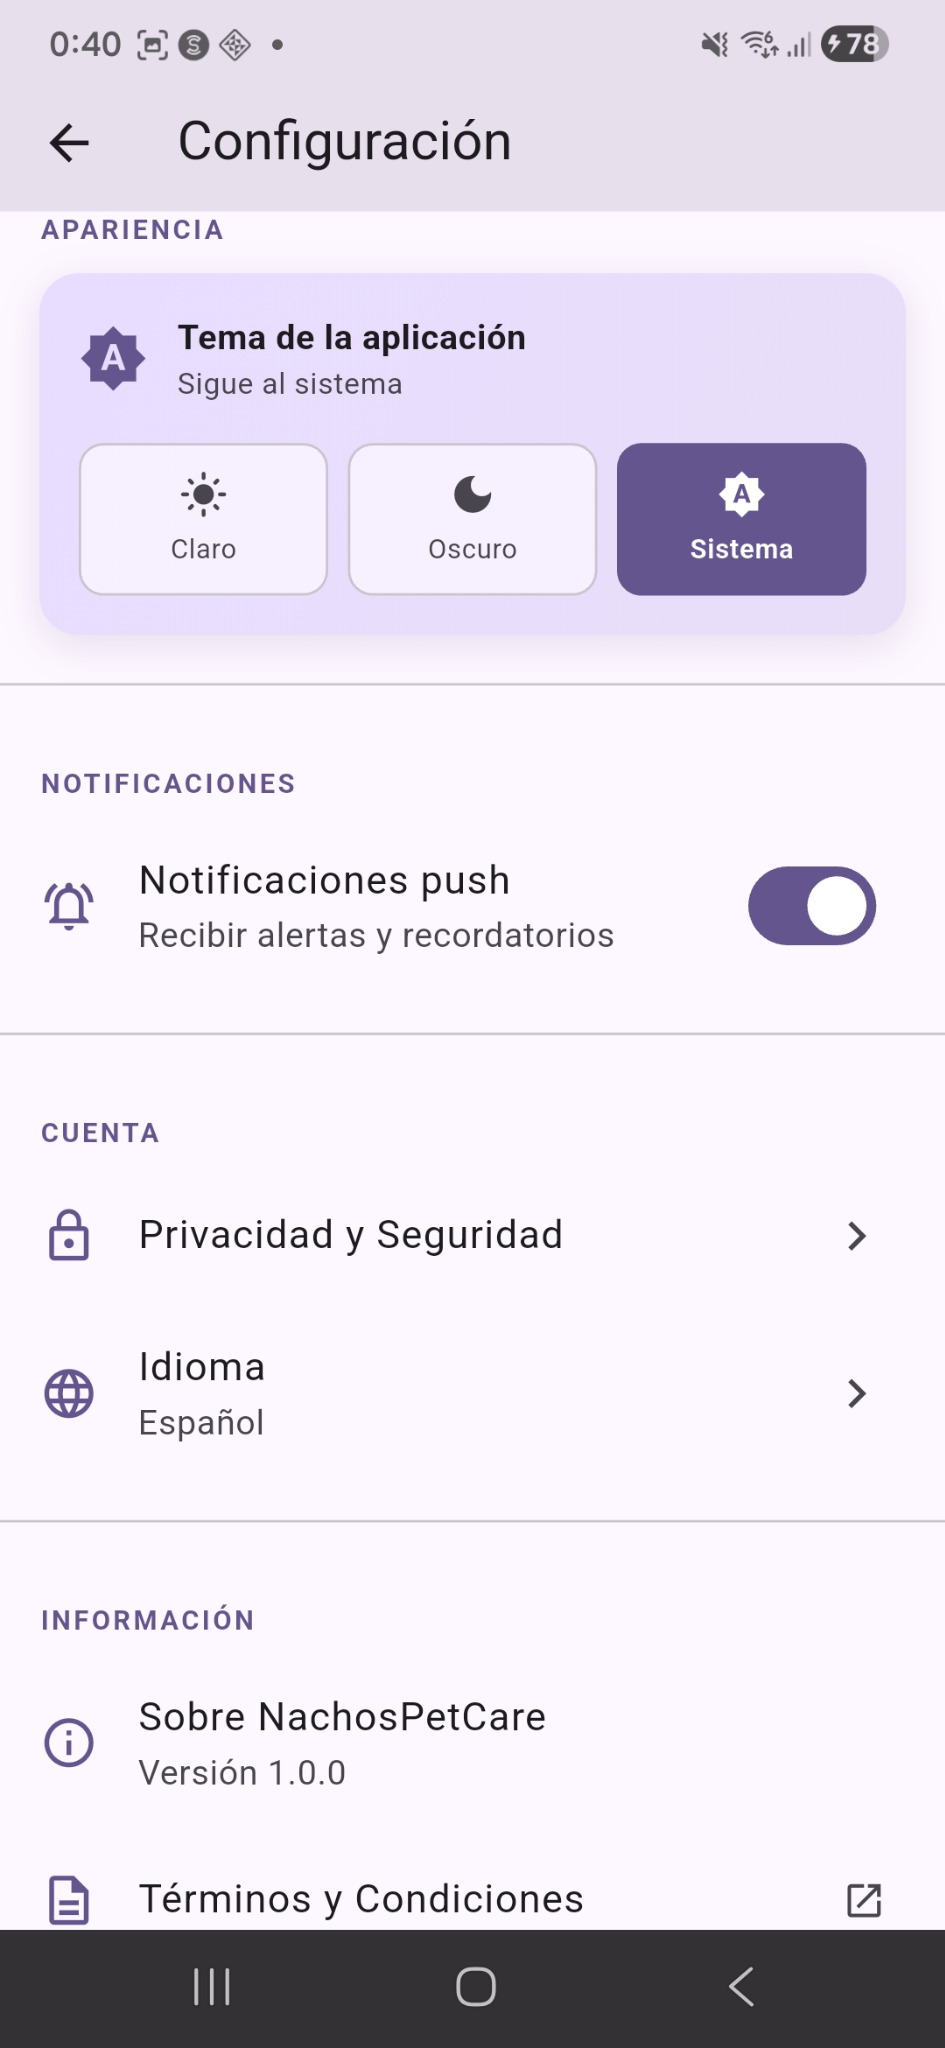 0:40
78
Configuración
APARIENCIA
Tema de la aplicación
Sigue al sistema
Claro
Oscuro
Sistema
NOTIFICACIONES
Notificaciones push
Recibir alertas y recordatorios
CUENTA
Privacidad y Seguridad
Idioma
Español
INFORMACIÓN
Sobre NachosPetCare
Versión 1.0.0
Términos y Condiciones